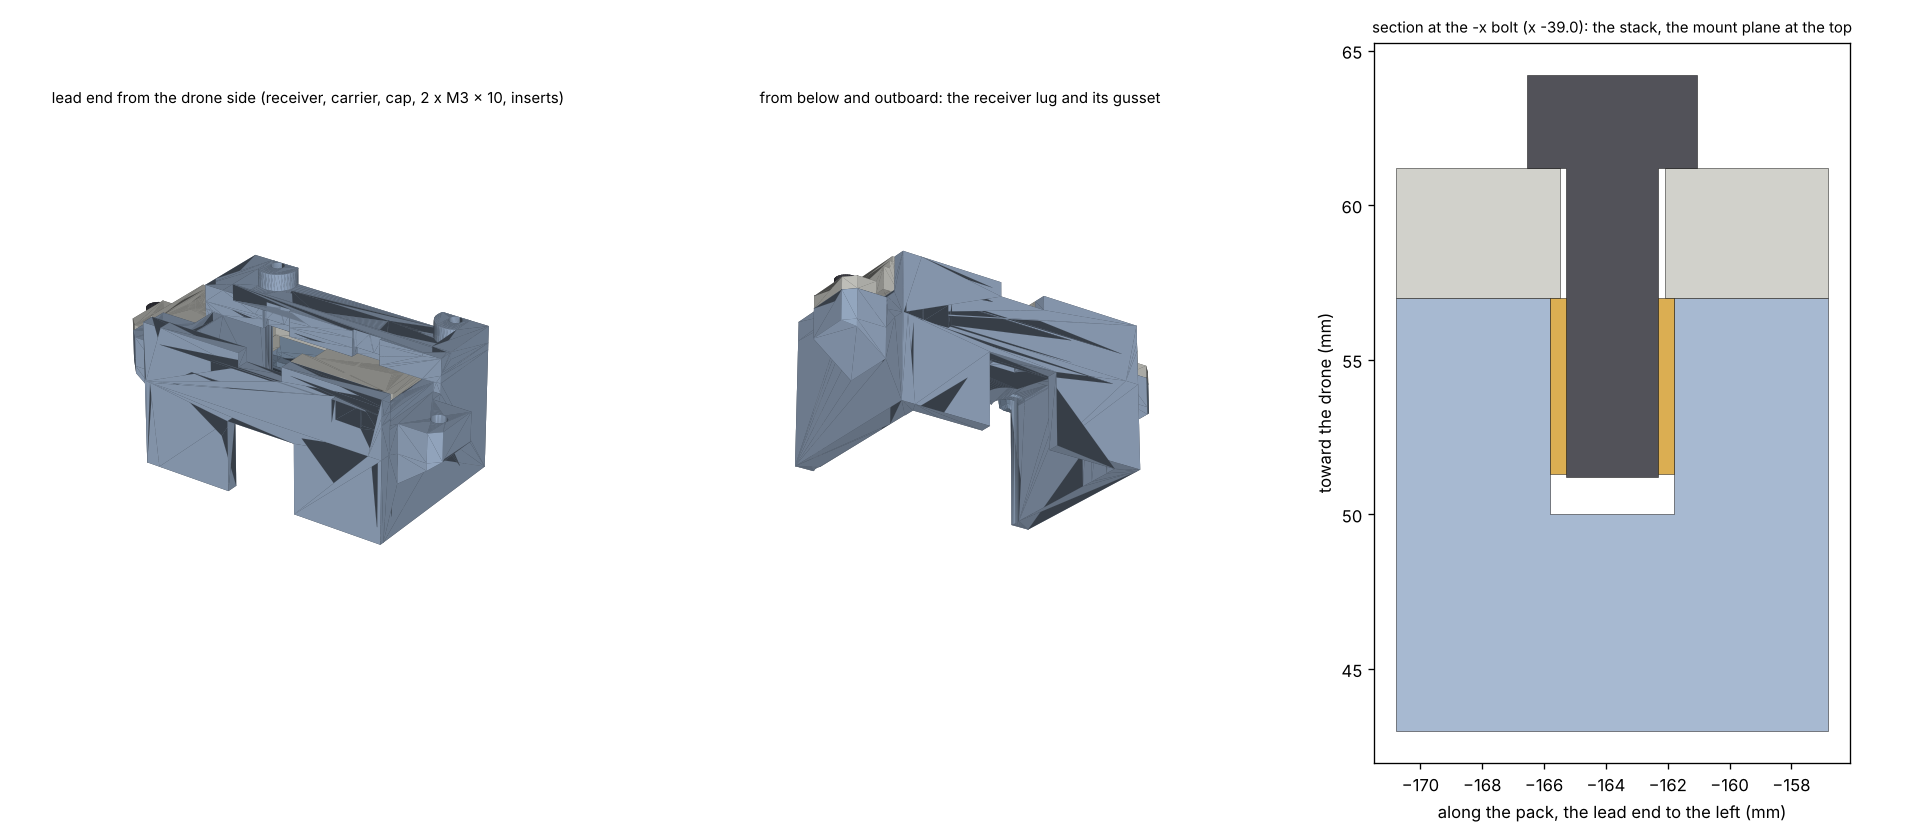 lead end from the drone side (receiver, carrier, cap, 2 x M3 × 10, inserts)
from below and outboard: the receiver lug and its gusset
section at the -x bolt (x -39.0): the stack, the mount plane at the top
65
60
55
50
45
toward the drone (mm)
−170
−168
−166
−164
−162
−160
−158
along the pack, the lead end to the left (mm)